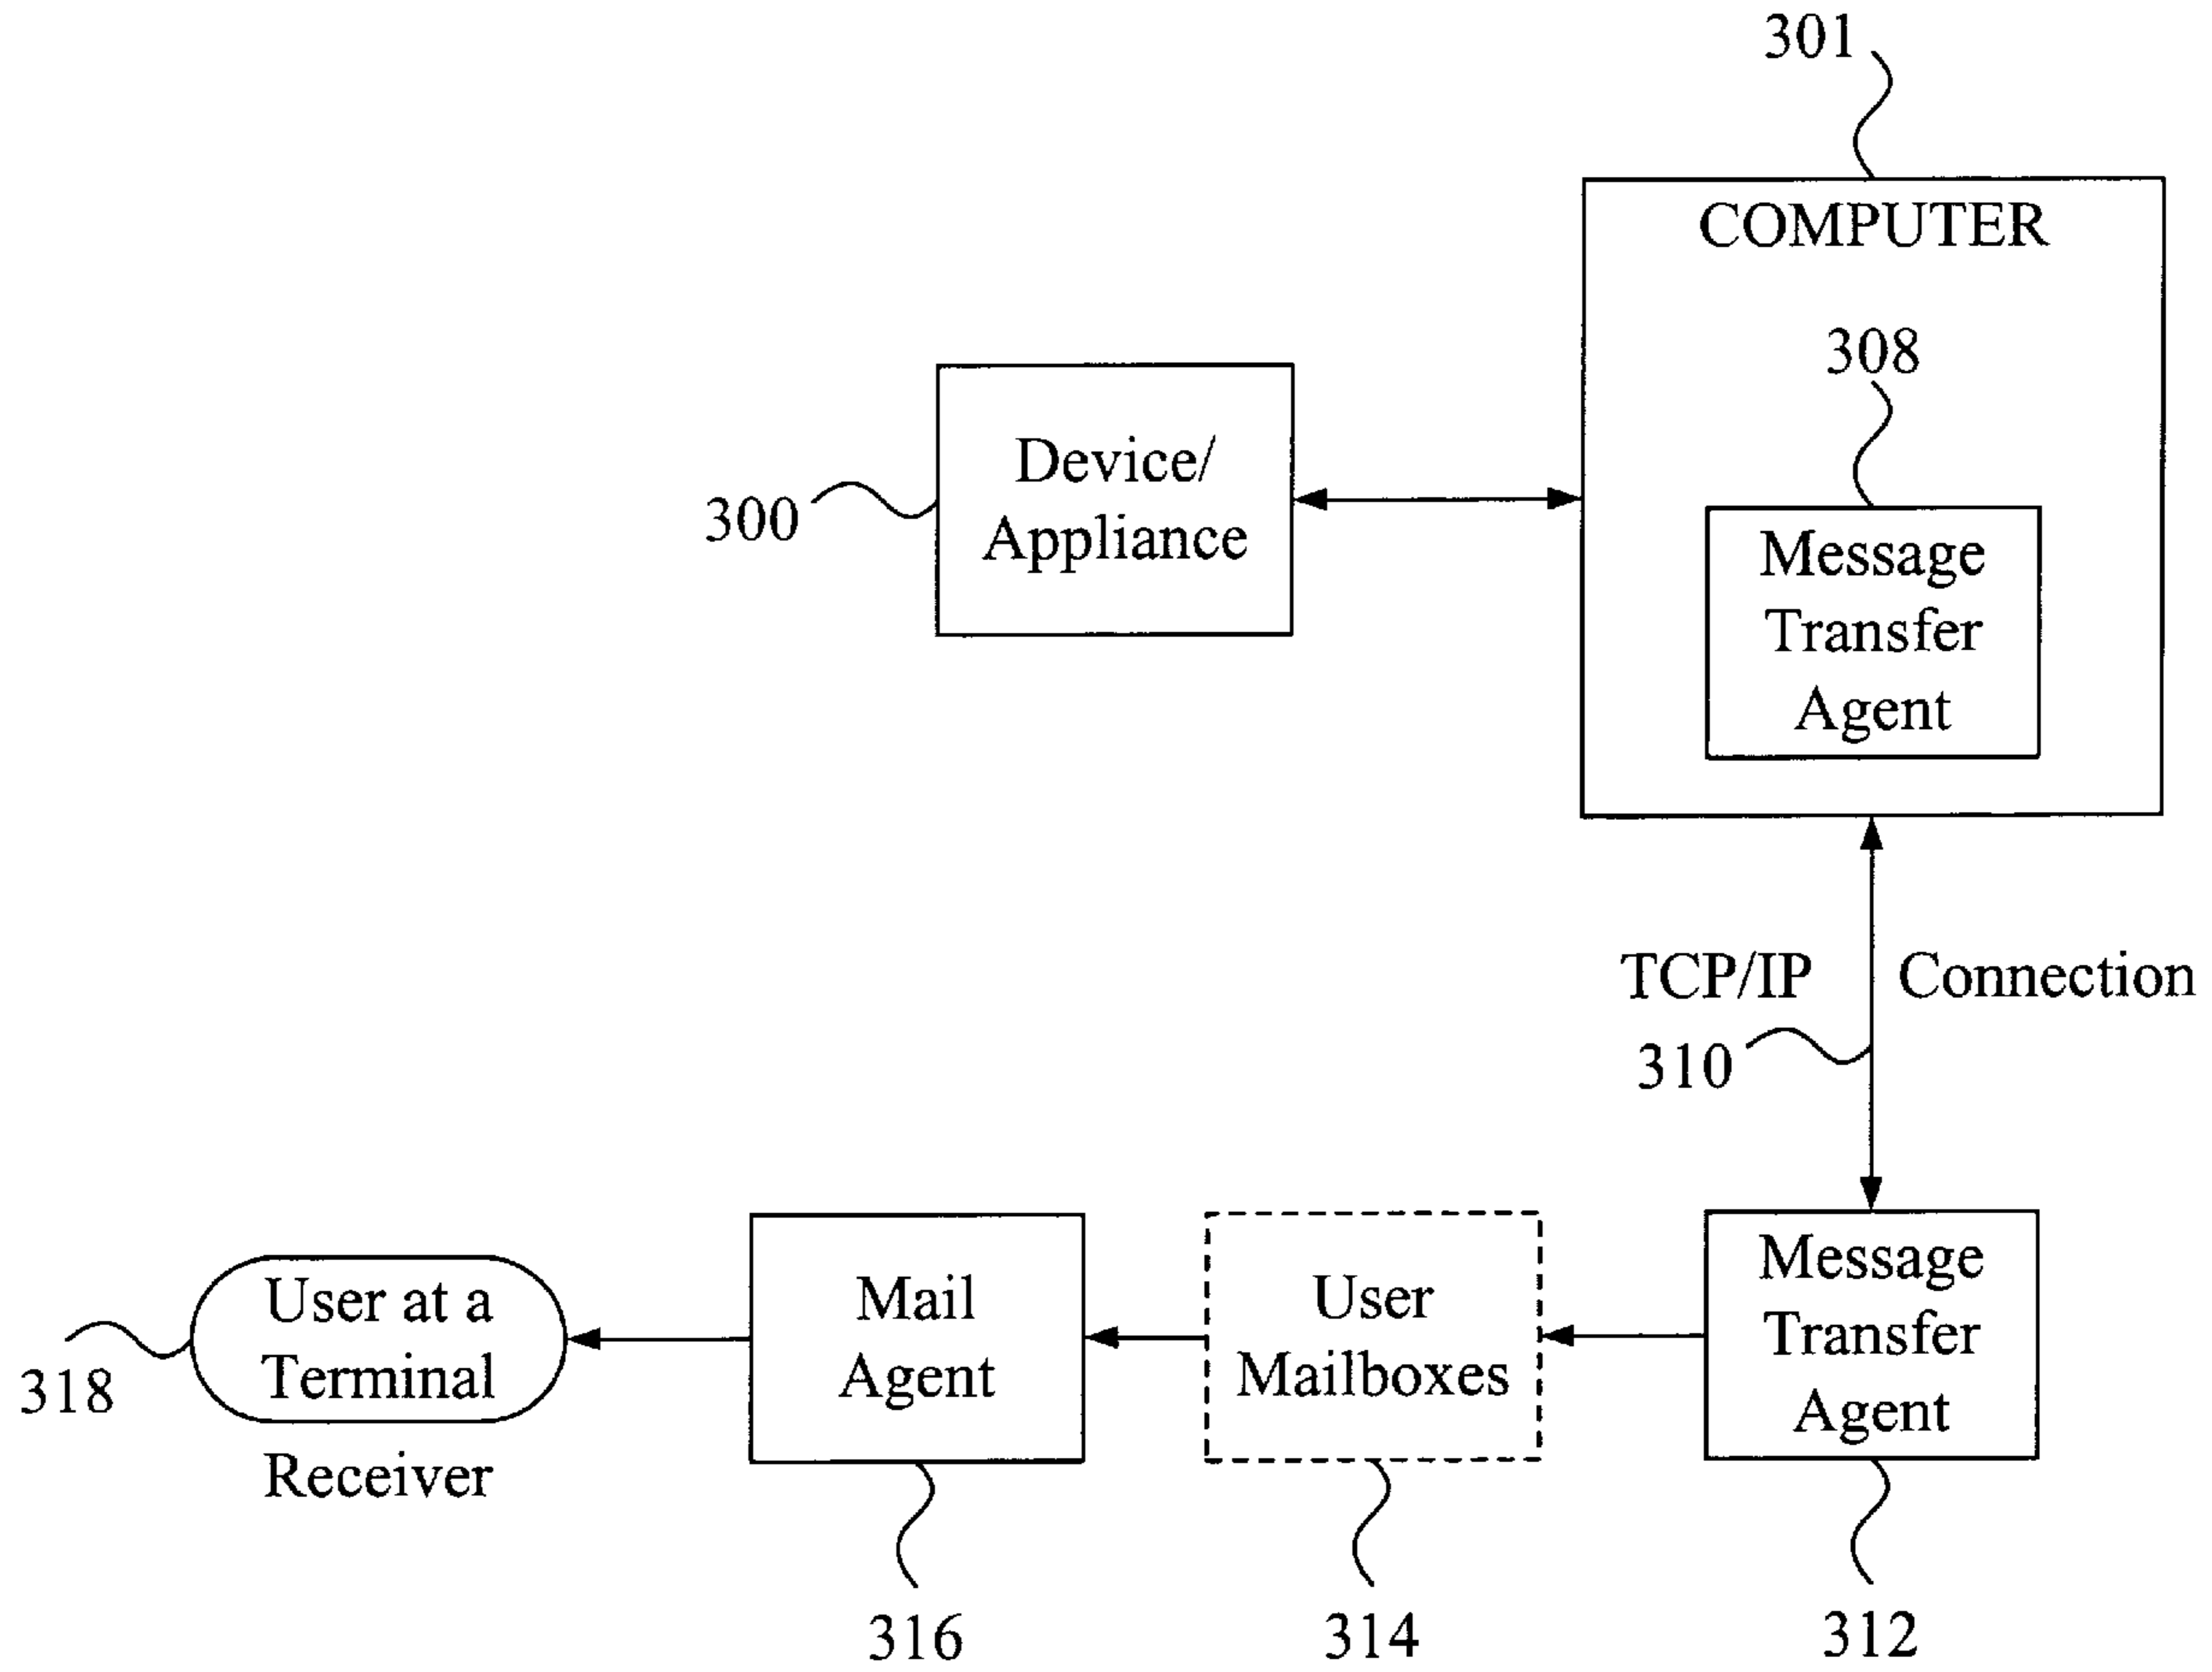 301
COMPUTER
308
Device/
Appliance
300
Message
Transfer
Agent
TCP/IP Connection
310
Message
Transfer
Agent
User
Mailboxes
Mail
Agent
User at a
Terminal
318
Receiver
316
314
312